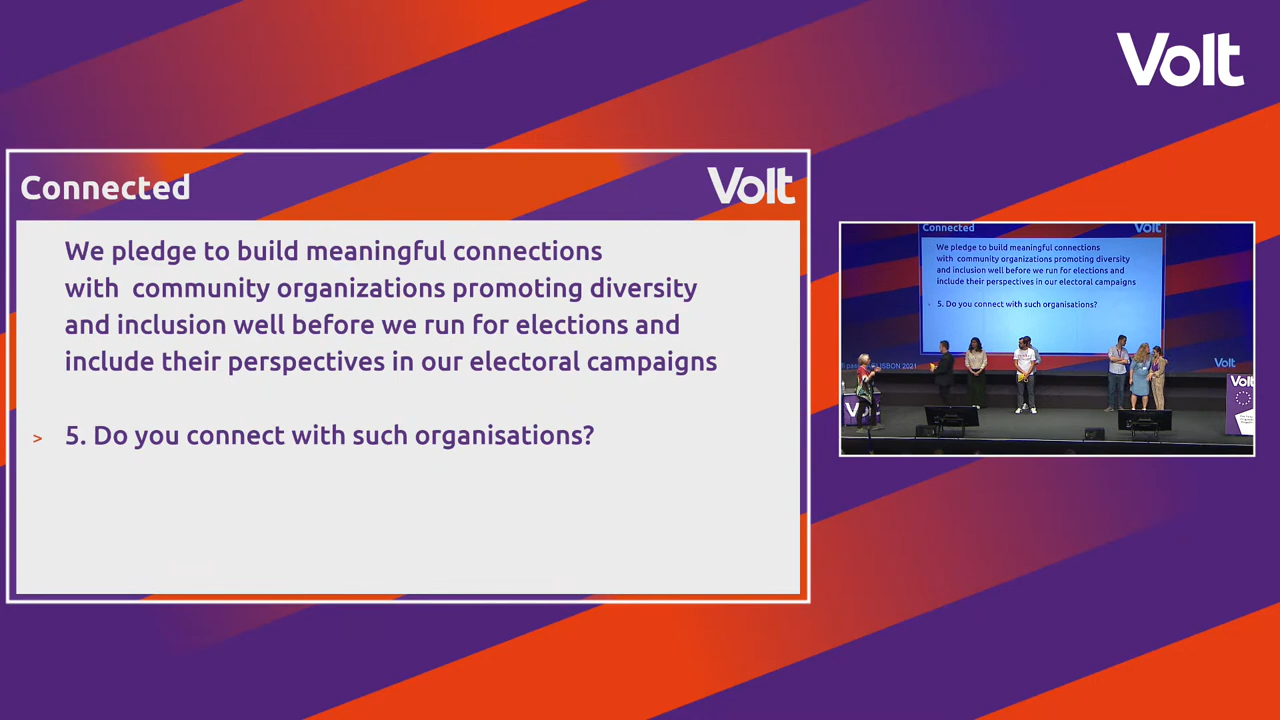 Volt
Connected
Volt
We pledge to build meaningful connections
with  community organizations promoting diversity
and inclusion well before we run for elections and
include their perspectives in our electoral campaigns
> 5. Do you connect with such organisations?
Connected
Volt
We pledge to build meaningful connections
with  community organizations promoting diversity
and inclusion well before we run for elections and
include their perspectives in our electoral campaigns
5. Do you connect with such organisations?
LISBON 2021
Volt
Volt